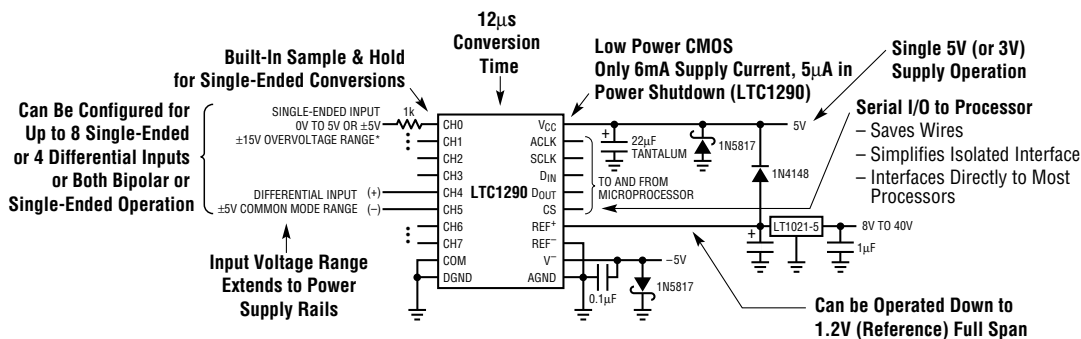 12µs
Conversion
Time
Built-In Sample & Hold
for Single-Ended Conversions
Low Power CMOS
Only 6mA Supply Current, 5µA in
Power Shutdown (LTC1290)
Single 5V (or 3V)
Supply Operation
Can Be Configured for
Up to 8 Single-Ended
or 4 Differential Inputs
or Both Bipolar or
Single-Ended Operation
SINGLE-ENDED INPUT
0V TO 5V OR ±5V
±15V OVERVOLTAGE RANGE*
1k
DIFFERENTIAL INPUT (+)
±5V COMMON MODE RANGE (–)
Input Voltage Range
Extends to Power
Supply Rails
CH0
CH1
CH2
CH3
CH4
CH5
CH6
CH7
COM
DGND
LTC1290
VCC
ACLK
SCLK
DIN
DOUT
CS
REF+
REF–
V–
AGND
+
22µF
TANTALUM
1N5817
5V
1N4148
TO AND FROM
MICROPROCESSOR
Serial I/O to Processor
– Saves Wires
– Simplifies Isolated Interface
– Interfaces Directly to Most
Processors
+
LT1021-5
8V TO 40V
1µF
–5V
0.1µF
1N5817
Can be Operated Down to
1.2V (Reference) Full Span